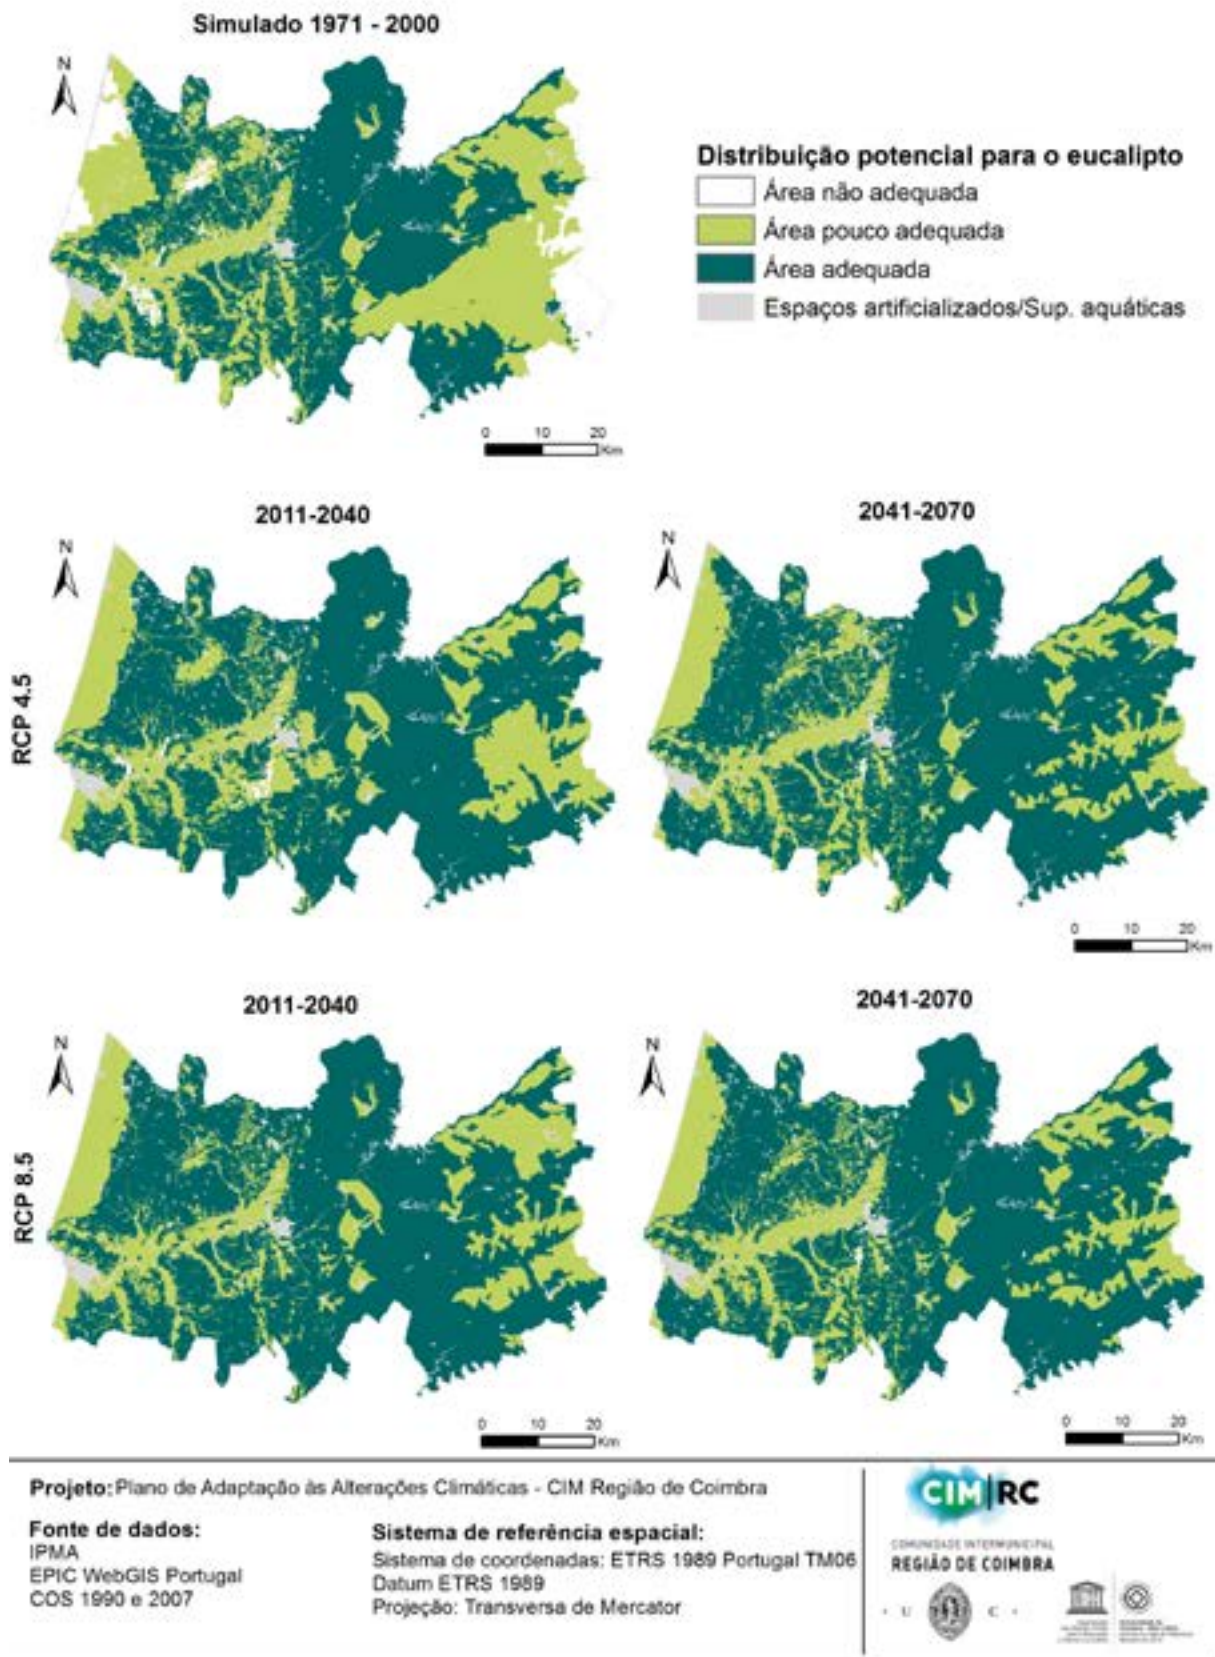 Simulado 1971 - 2000
N
Distribuição potencial para o eucalipto
Área não adequada
Área pouco adequada
Área adequada
Espaços artificializados/Sup. aquáticas
0 10 20
Km
2011-2040
2041-2070
N
N
RCP 4.5
0 10 20
Km
2011-2040
2041-2070
N
N
RCP 8.5
0 10 20
Km
0 10 20
Km
Projeto: Plano de Adaptação às Alterações Climáticas - CIM Região de Coimbra
Fonte de dados:
IPMA
EPIC WebGIS Portugal
COS 1990 e 2007
Sistema de referência espacial:
Sistema de coordenadas: ETRS 1989 Portugal TM06
Datum ETRS 1989
Projeção: Transversa de Mercator
CIM RC
COMUNIDADE INTERMUNICIPAL
REGIÃO DE COIMBRA
· U C ·